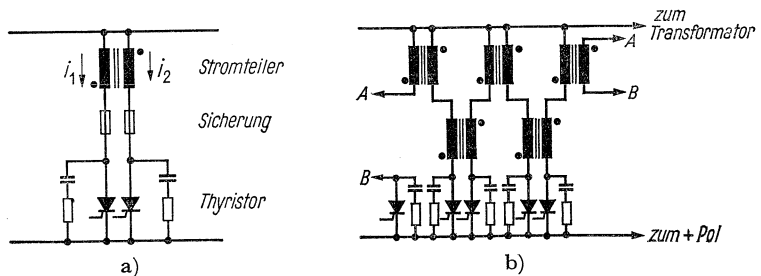 i1
i2
Stromteiler
Sicherung
Thyristor
a)
zum
Transformator
A
A
B
B
zum + Pol
b)